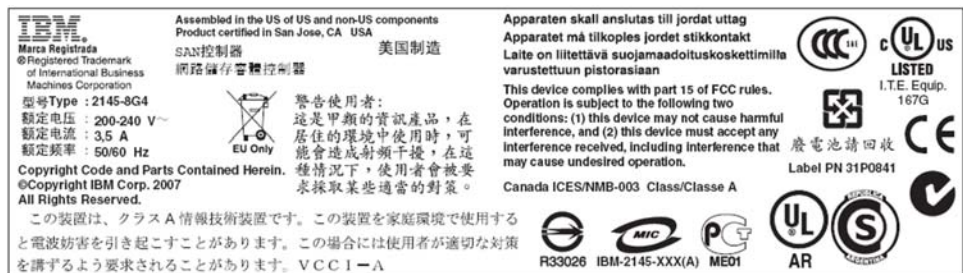 IBM
Marca Registrada
® Registered Trademark
of International Business
Machines Corporation
型号Type : 2145-8G4
额定电压 : 200-240 V~
额定电流 : 3,5 A
额定频率 : 50/60 Hz
Copyright Code and Parts Contained Herein.
©Copyright IBM Corp. 2007
All Rights Reserved.
Assembled in the US of US and non-US components
Product certified in San Jose, CA USA
SAN控制器
美国制造
網路儲存容體控制器
EU Only
警告使用者:
這是甲類的資訊產品，在
居住的環境中使用時，可
能會造成射頻干擾，在這
種情況下，使用者會被要
求採取某些適當的對策。
この装置は、クラスA情報技術装置です。この装置を家庭環境で使用する
と電波妨害を引き起こすことがあります。この場合には使用者が適切な対策
を講ずるよう要求されることがあります。VCCI-A
Apparaten skall anslutas till jordat uttag
Apparatet må tilkoples jordet stikkontakt
Laite on liitettävä suojamaadoituskoskettimilla
varustettuun pistorasiaan
This device complies with part 15 of FCC rules.
Operation is subject to the following two
conditions: (1) this device may not cause harmful
interference, and (2) this device must accept any
interference received, including interference that
may cause undesired operation.
Canada ICES/NMB-003 Class/Classe A
CCC
C UL US
LISTED
I.T.E. Equip.
167G
廢電池請回收
CE
Label PN 31P0841
R33026
MIC
IBM-2145-XXX(A)
ME01
UL
AR
REPUBLICA
S
ARGENTINA